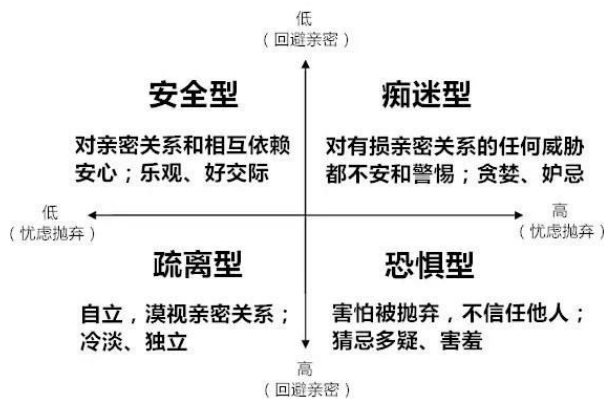 低
（回避亲密）
安全型
痴迷型
对亲密关系和相互依赖
安心；乐观、好交际
对有损亲密关系的任何威胁
都不安和警惕；贪婪、妒忌
低
（忧虑抛弃）
高
（忧虑抛弃）
疏离型
恐惧型
自立，漠视亲密关系；
冷淡、独立
害怕被抛弃，不信任他人；
猜忌多疑、害羞
高
（回避亲密）